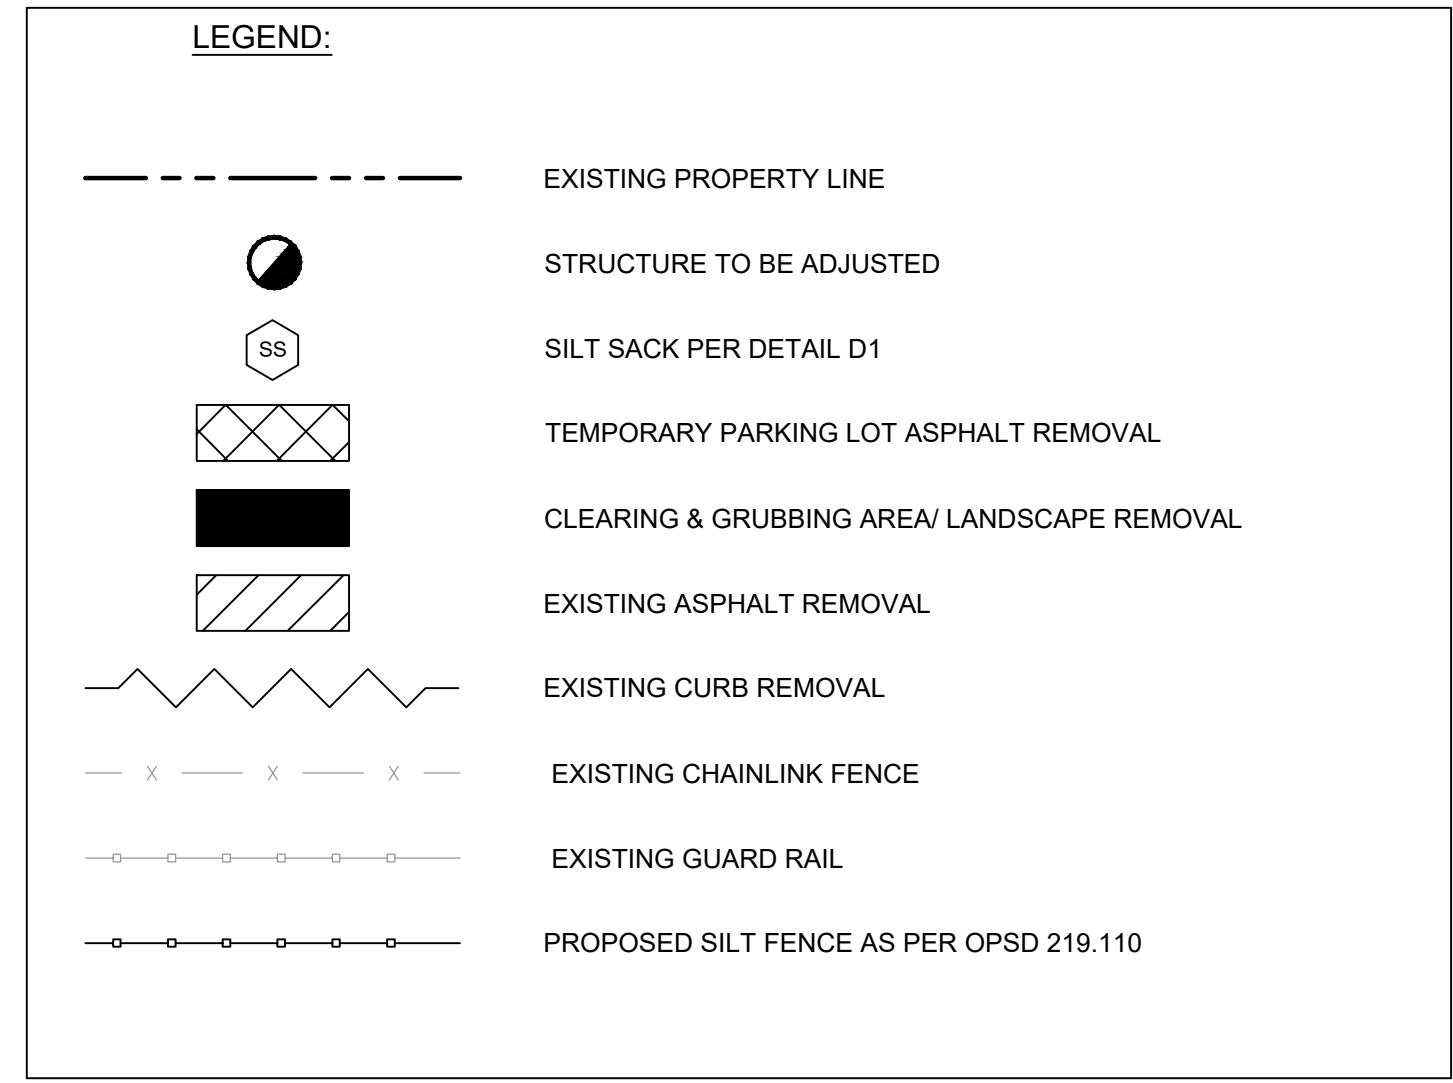 LEGEND:
EXISTING PROPERTY LINE
STRUCTURE TO BE ADJUSTED
SS SILT SACK PER DETAIL D1
TEMPORARY PARKING LOT ASPHALT REMOVAL
CLEARING & GRUBBING AREA/ LANDSCAPE REMOVAL
EXISTING ASPHALT REMOVAL
EXISTING CURB REMOVAL
X X X EXISTING CHAINLINK FENCE
EXISTING GUARD RAIL
PROPOSED SILT FENCE AS PER OPSD 219.110